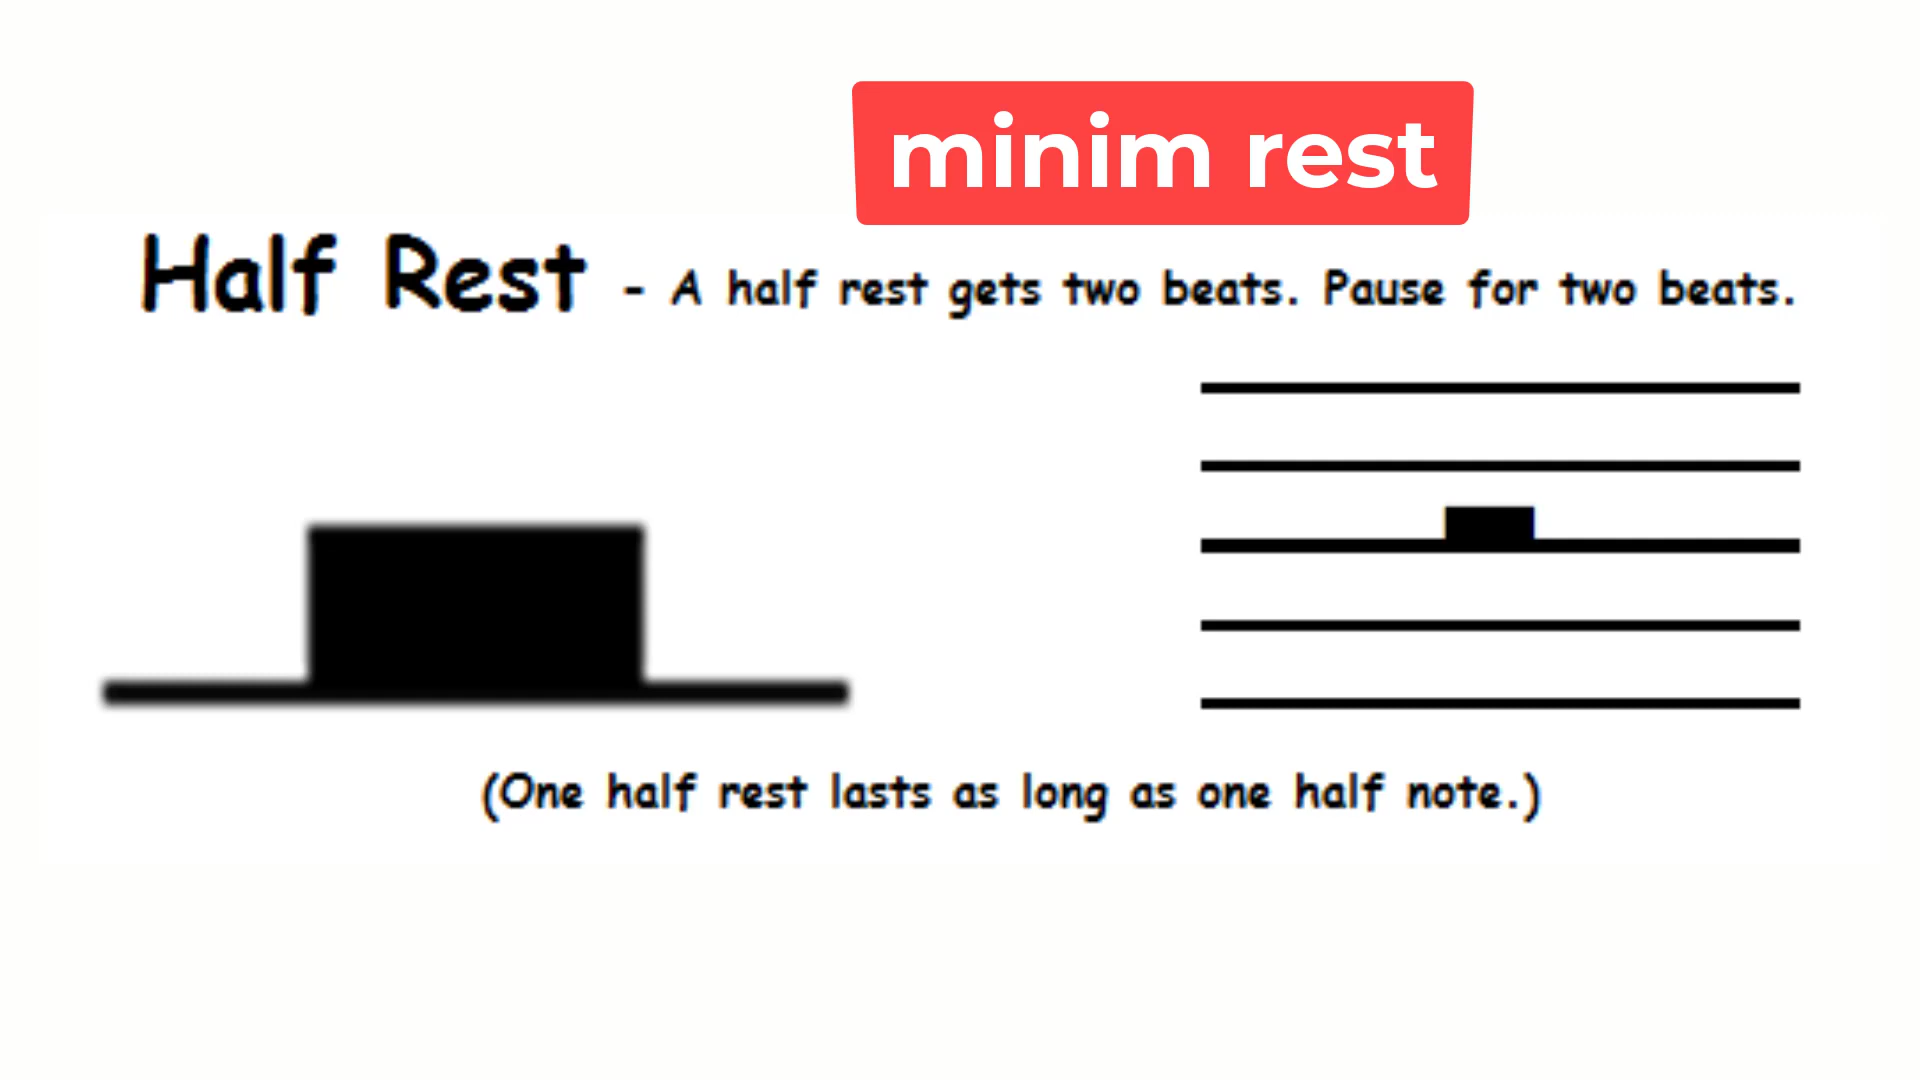 minim rest
Half Rest - A half rest gets two beats. Pause for two beats.
(One half rest lasts as long as one half note.)